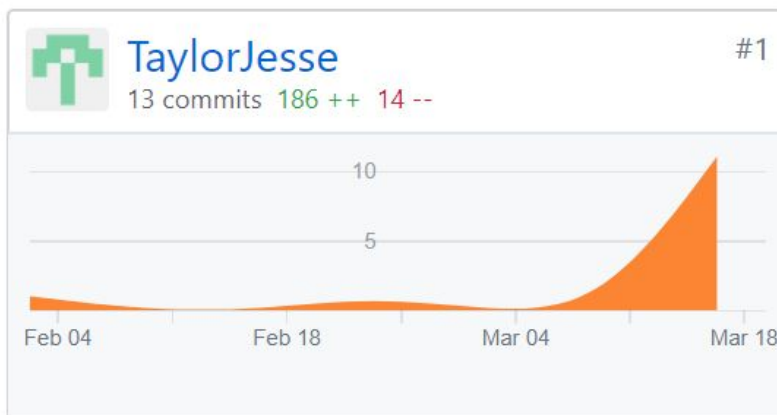 TaylorJesse
#1
13 commits 186 ++ 14 --
10
5
Feb 04 Feb 18 Mar 04 Mar 18